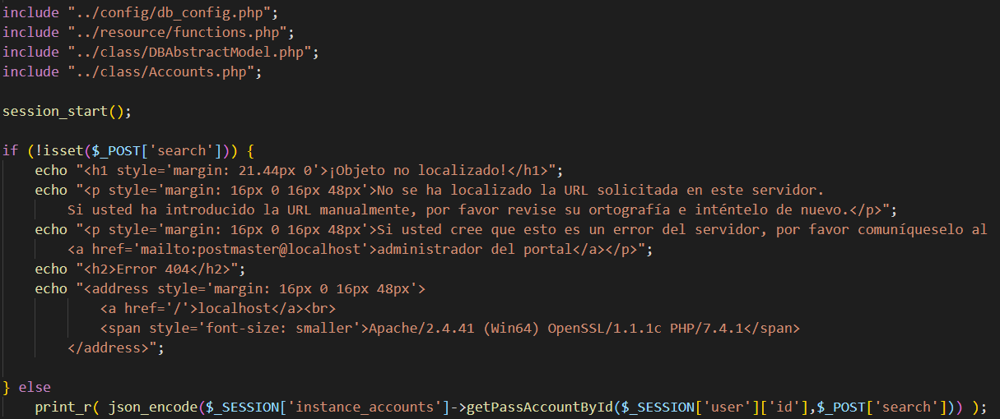 include "../config/db_config.php";
include "../resource/functions.php";
include "../class/DBAbstractModel.php";
include "../class/Accounts.php";

session_start();

if (!isset($_POST['search'])) {
    echo "<h1 style='margin: 21.44px 0'>¡Objeto no localizado!</h1>";
    echo "<p style='margin: 16px 0 16px 48px'>No se ha localizado la URL solicitada en este servidor.
        Si usted ha introducido la URL manualmente, por favor revise su ortografía e inténtelo de nuevo.</p>";
    echo "<p style='margin: 16px 0 16px 48px'>Si usted cree que esto es un error del servidor, por favor comuníqueselo al
        <a href='mailto:postmaster@localhost'>administrador del portal</a></p>";
    echo "<h2>Error 404</h2>";
    echo "<address style='margin: 16px 0 16px 48px'>
            <a href='/'>localhost</a><br>
            <span style='font-size: smaller'>Apache/2.4.41 (Win64) OpenSSL/1.1.1c PHP/7.4.1</span>
        </address>";

} else
    print_r( json_encode($_SESSION['instance_accounts']->getPassAccountById($_SESSION['user']['id'],$_POST['search'])) );